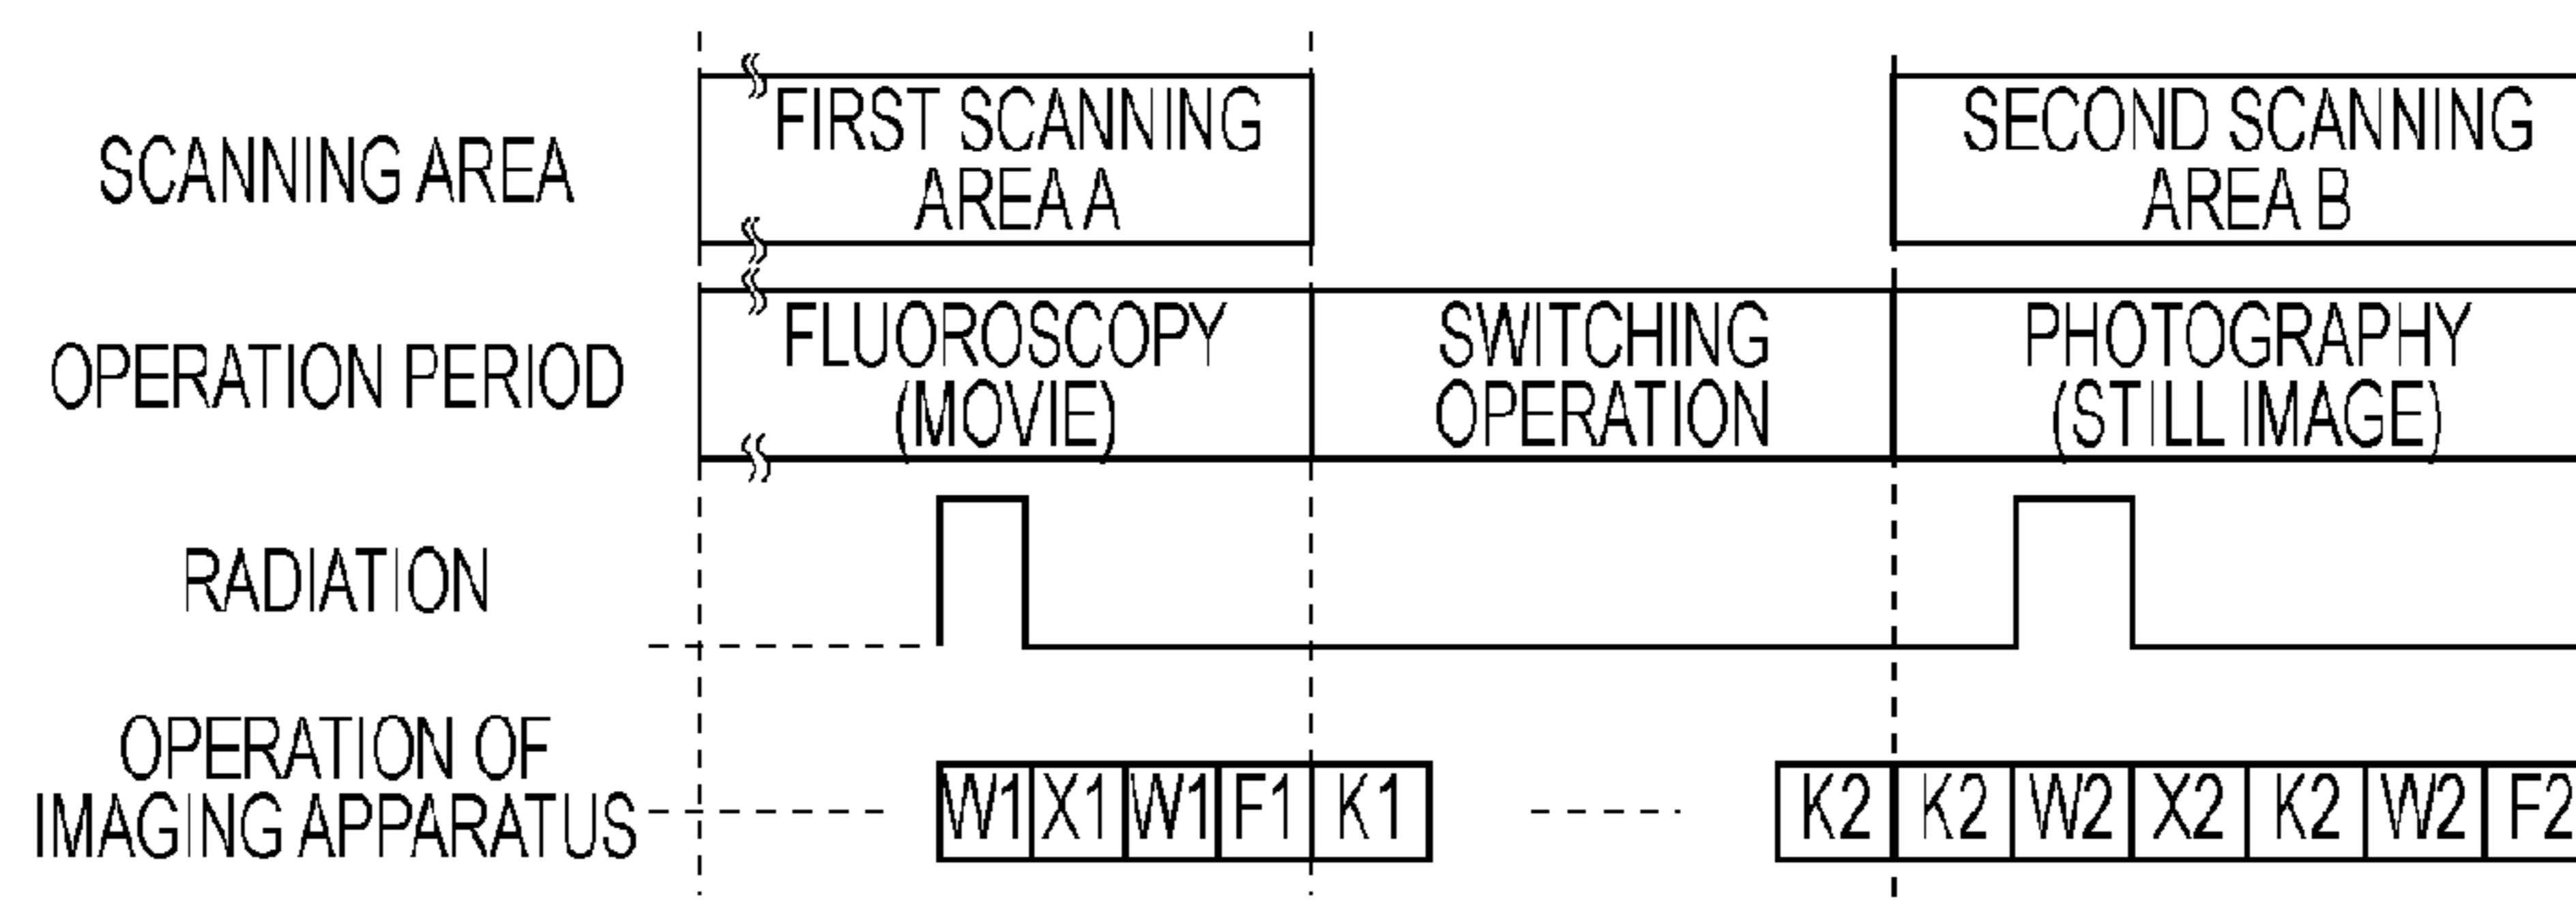 SCANNING AREA
FIRST SCANNING
AREA A
SECOND SCANNING
AREA B
OPERATION PERIOD
FLUOROSCOPY
(MOVIE)
SWITCHING
OPERATION
PHOTOGRAPHY
(STILL IMAGE)
RADIATION
OPERATION OF
IMAGING APPARATUS
W1 X1 W1 F1 K1 K2 K2 W2 X2 K2 W2 F2